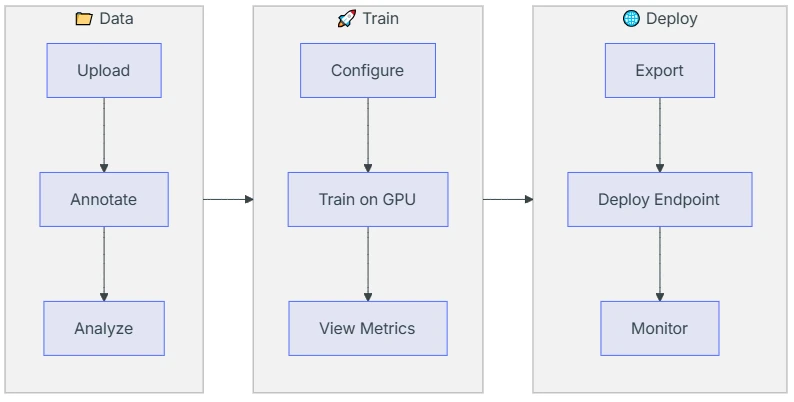 📁 Data
Upload
Annotate
Analyze
🚀 Train
Configure
Train on GPU
View Metrics
🌐 Deploy
Export
Deploy Endpoint
Monitor